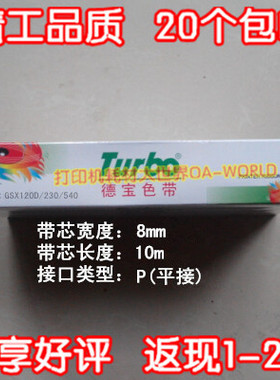 精工品质 20个包
Turbo
打印机耗材大世界OA-WORLD
GSX120D/230/540
德宝色带
带芯宽度：8mm
带芯长度：10m
接口类型：P(平接)
享好评 返现1-2